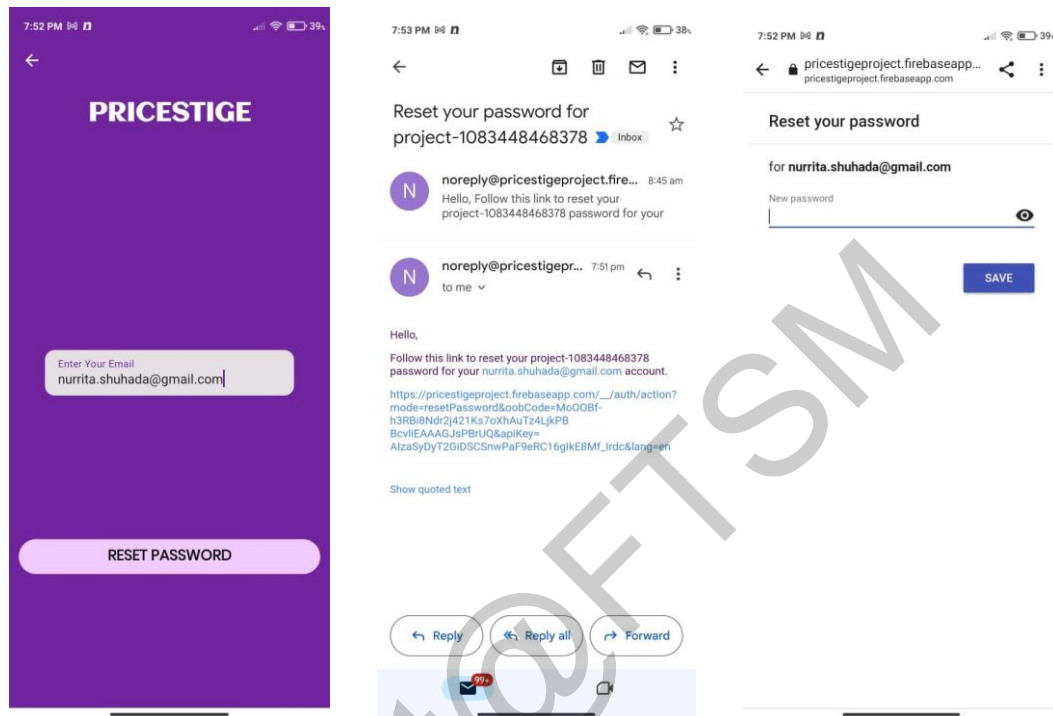 7:52 PM
39%
PRICESTIGE
Enter Your Email
nurrita.shuhada@gmail.com
RESET PASSWORD
7:53 PM
38%
Reset your password for
project-1083448468378
Inbox
N
noreply@pricestigeproject.fire... 8:45 am
Hello, Follow this link to reset your
project-1083448468378 password for your
N
noreply@pricestigepr... 7:51 pm
to me
Hello,
Follow this link to reset your project-1083448468378
password for your nurrita.shuhada@gmail.com account.
https://pricestigeproject.firebaseapp.com/__/auth/action?
mode=resetPassword&oobCode=MoOOBf-
h3RBi8Ndr2j421Ks7oXhAuTz4LjkPB
BcvliEAAAGJsPBrUQ&apiKey=
AIzaSyDyT2GiDSCSnwPaF9eRC16glkE8Mf_lrdc&lang=en
Show quoted text
Reply
Reply all
Forward
99+
7:52 PM
39%
pricestigeproject.firebaseapp...
pricestigeproject.firebaseapp.com
Reset your password
for nurrita.shuhada@gmail.com
New password
SAVE
@FTSM